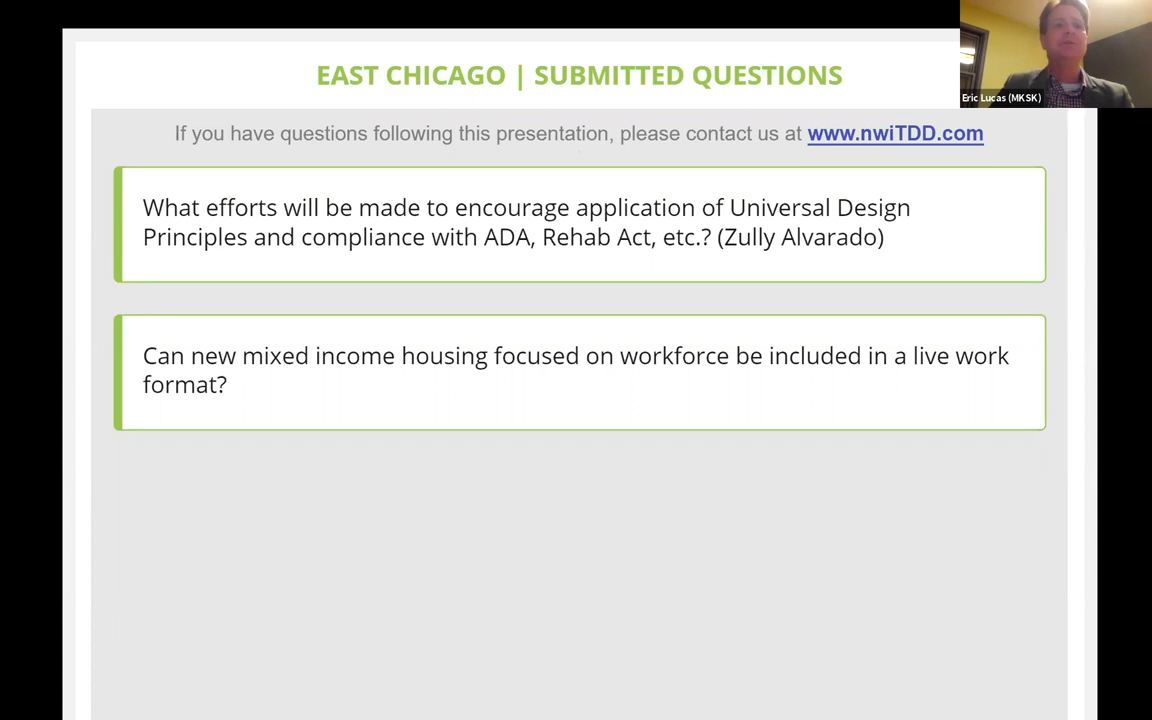 EAST CHICAGO | SUBMITTED QUESTIONS
Eric Lucas (MKSK)
If you have questions following this presentation, please contact us at www.nwiTDD.com
What efforts will be made to encourage application of Universal Design
Principles and compliance with ADA, Rehab Act, etc.? (Zully Alvarado)
Can new mixed income housing focused on workforce be included in a live work
format?